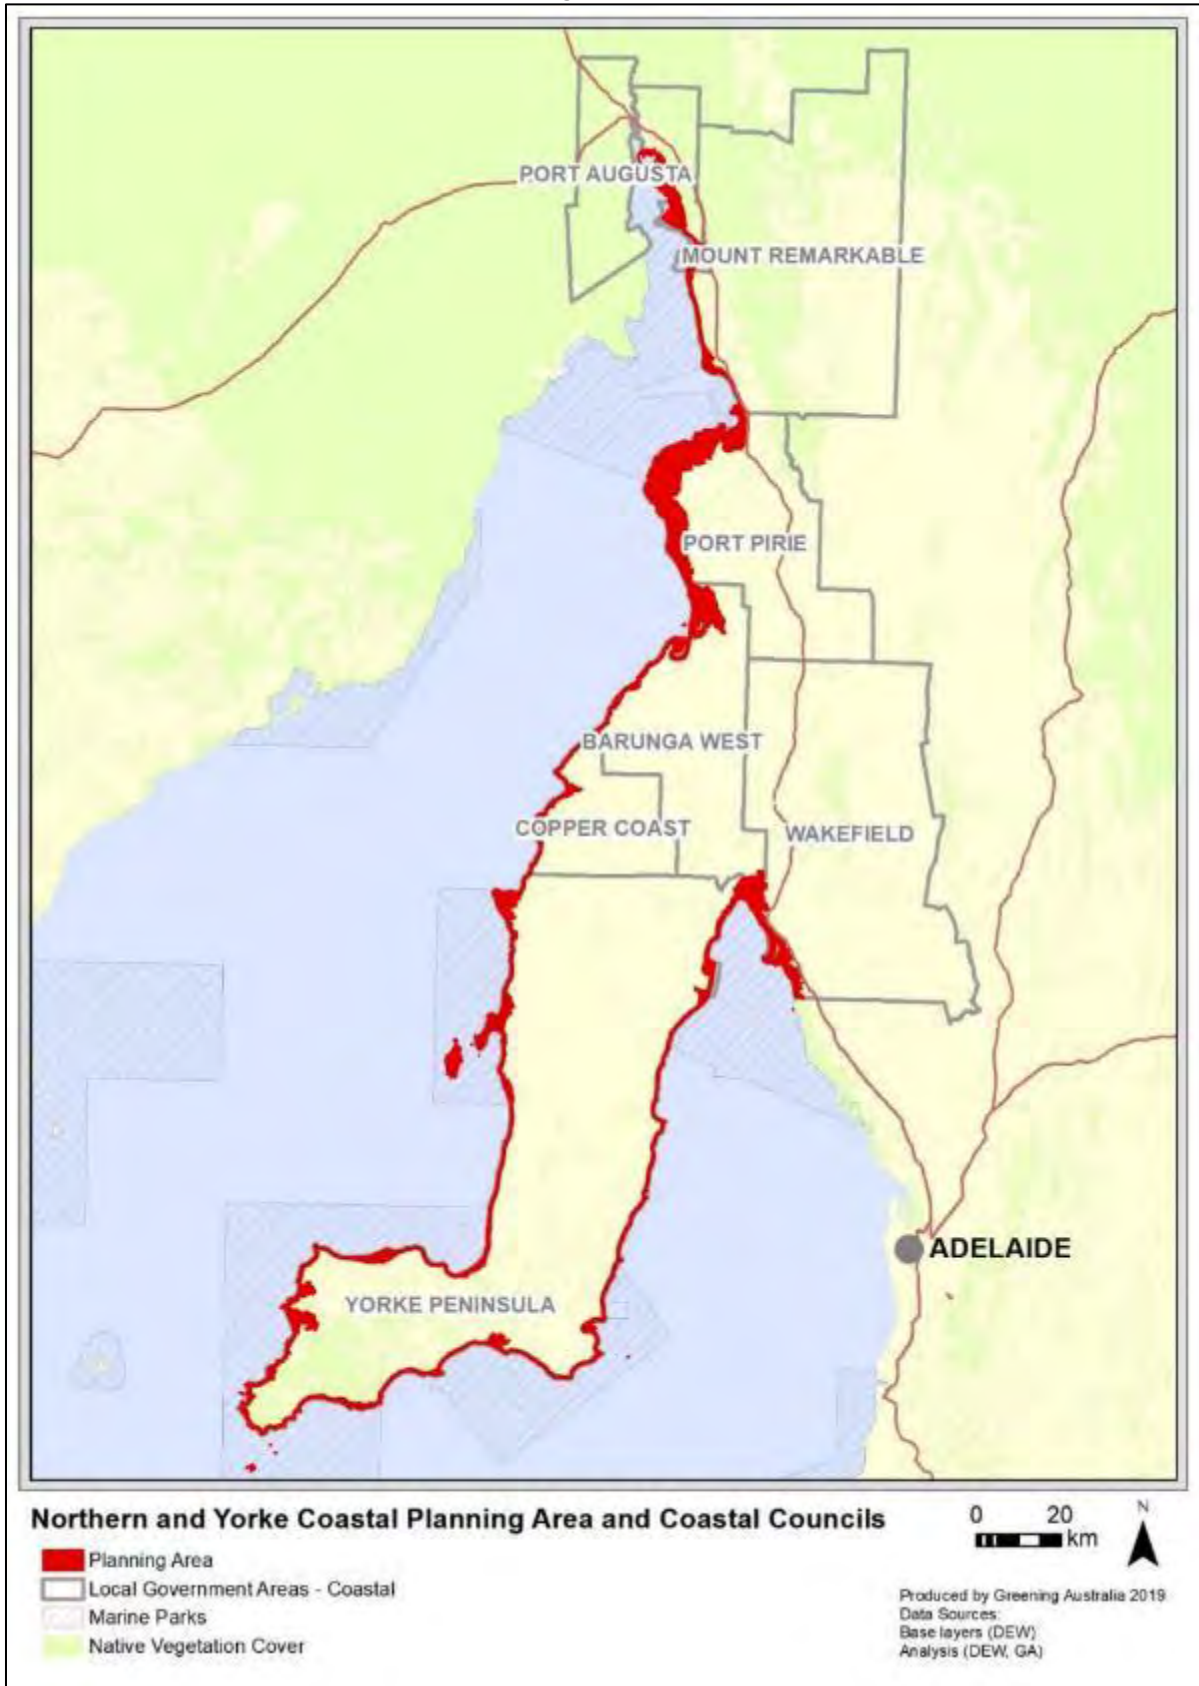 PORT AUGUSTA
MOUNT REMARKABLE
PORT PIRIE
BARUNGA WEST
COPPER COAST
WAKEFIELD
ADELAIDE
YORKE PENINSULA
Northern and Yorke Coastal Planning Area and Coastal Councils
Planning Area
Local Government Areas - Coastal
Marine Parks
Native Vegetation Cover
0 20
km
N
Produced by Greening Australia 2019
Data Sources:
Base layers (DEW)
Analysis (DEW, GA)